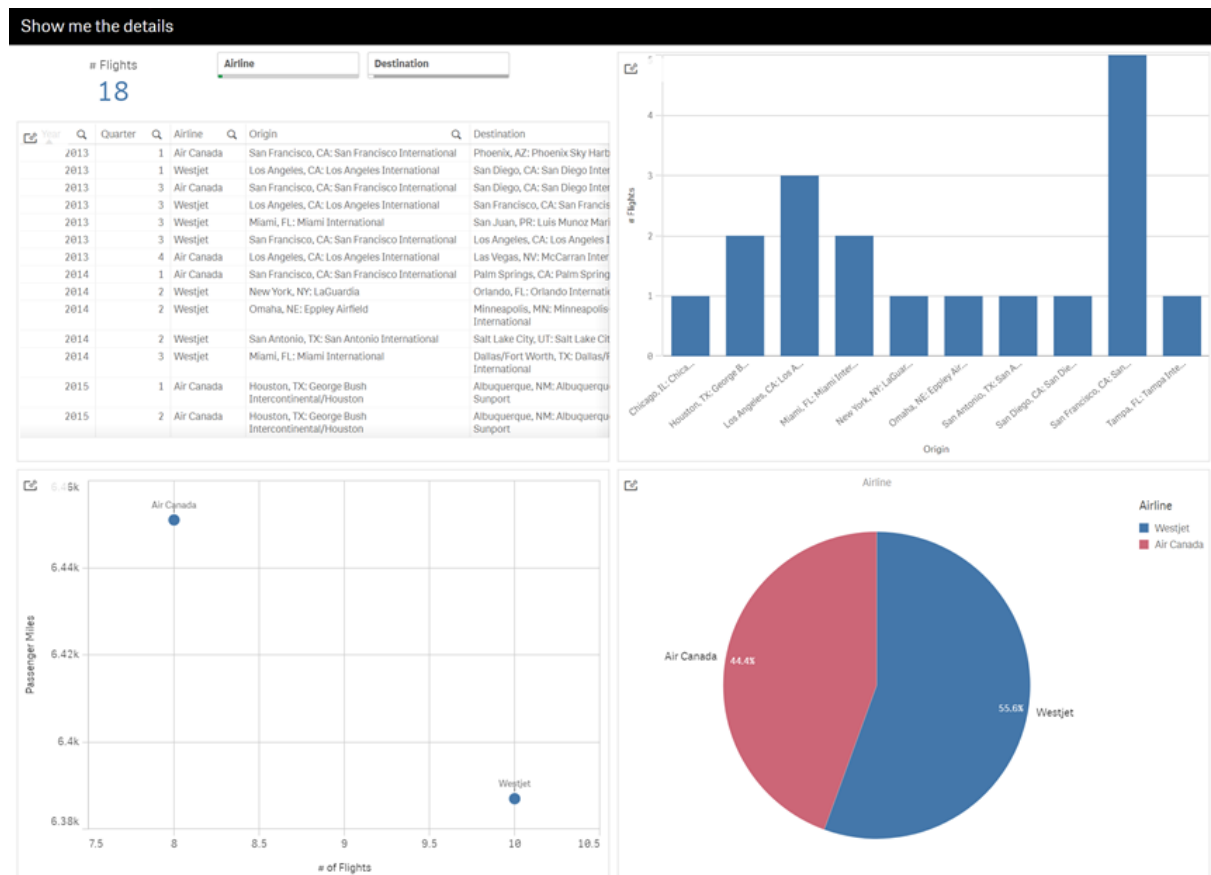 Show me the details
# Flights
18
Airline
Destination
Year Quarter Airline Origin Destination
2013 1 Air Canada San Francisco, CA: San Francisco International Phoenix, AZ: Phoenix Sky Harb
2013 1 Westjet Los Angeles, CA: Los Angeles International San Diego, CA: San Diego Inter
2013 3 Air Canada San Francisco, CA: San Francisco International San Diego, CA: San Diego Inter
2013 3 Westjet Los Angeles, CA: Los Angeles International San Francisco, CA: San Francis
2013 3 Westjet Miami, FL: Miami International San Juan, PR: Luis Munoz Mari
2013 3 Westjet San Francisco, CA: San Francisco International Los Angeles, CA: Los Angeles I
2013 4 Air Canada Los Angeles, CA: Los Angeles International Las Vegas, NV: McCarran Inter
2014 1 Air Canada San Francisco, CA: San Francisco International Palm Springs, CA: Palm Spring
2014 2 Westjet New York, NY: LaGuardia Orlando, FL: Orlando Internati
2014 2 Westjet Omaha, NE: Eppley Airfield Minneapolis, MN: Minneapolis-
International
2014 2 Westjet San Antonio, TX: San Antonio International Salt Lake City, UT: Salt Lake Cit
2014 3 Westjet Miami, FL: Miami International Dallas/Fort Worth, TX: Dallas/F
International
2015 1 Air Canada Houston, TX: George Bush Albuquerque, NM: Albuquerqu
Intercontinental/Houston Sunport
2015 2 Air Canada Houston, TX: George Bush Albuquerque, NM: Albuquerqu
Intercontinental/Houston Sunport
# Flights
4
3
2
1
0
Chicago, IL: Chica...
Houston, TX: George B...
Los Angeles, CA: Los A...
Miami, FL: Miami Inter...
New York, NY: LaGuar...
Omaha, NE: Eppley Air...
San Antonio, TX: San A...
San Diego, CA: San Die...
San Francisco, CA: San...
Tampa, FL: Tampa Inte...
Origin
Passenger Miles
6.46k
6.44k
6.42k
6.4k
6.38k
Air Canada
Westjet
7.5 8 8.5 9 9.5 10 10.5
# of Flights
Airline
Airline
Westjet
Air Canada
Air Canada
44.4%
55.6%
Westjet